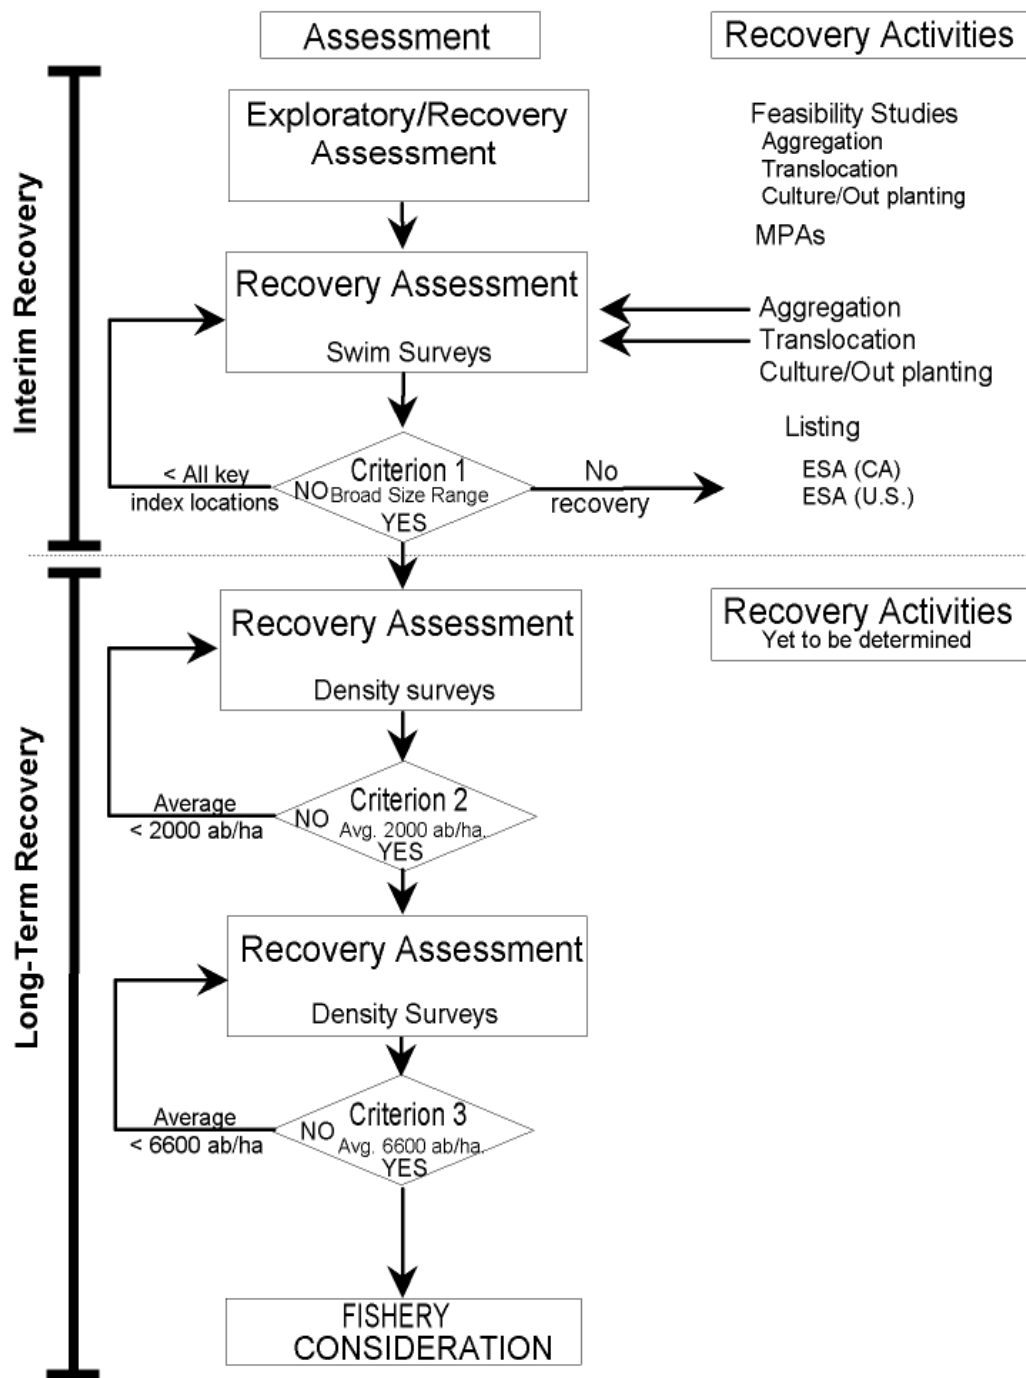 Assessment
Recovery Activities
Interim Recovery
Exploratory/Recovery
Assessment
Feasibility Studies
Aggregation
Translocation
Culture/Out planting
MPAs
Recovery Assessment
Swim Surveys
Aggregation
Translocation
Culture/Out planting
< All key
index locations
Criterion 1
NO Broad Size Range
YES
No
recovery
Listing
ESA (CA)
ESA (U.S.)
Long-Term Recovery
Recovery Assessment
Density surveys
Recovery Activities
Yet to be determined
Average
< 2000 ab/ha
Criterion 2
NO Avg. 2000 ab/ha.
YES
Recovery Assessment
Density Surveys
Average
< 6600 ab/ha
Criterion 3
NO Avg. 6600 ab/ha.
YES
FISHERY
CONSIDERATION